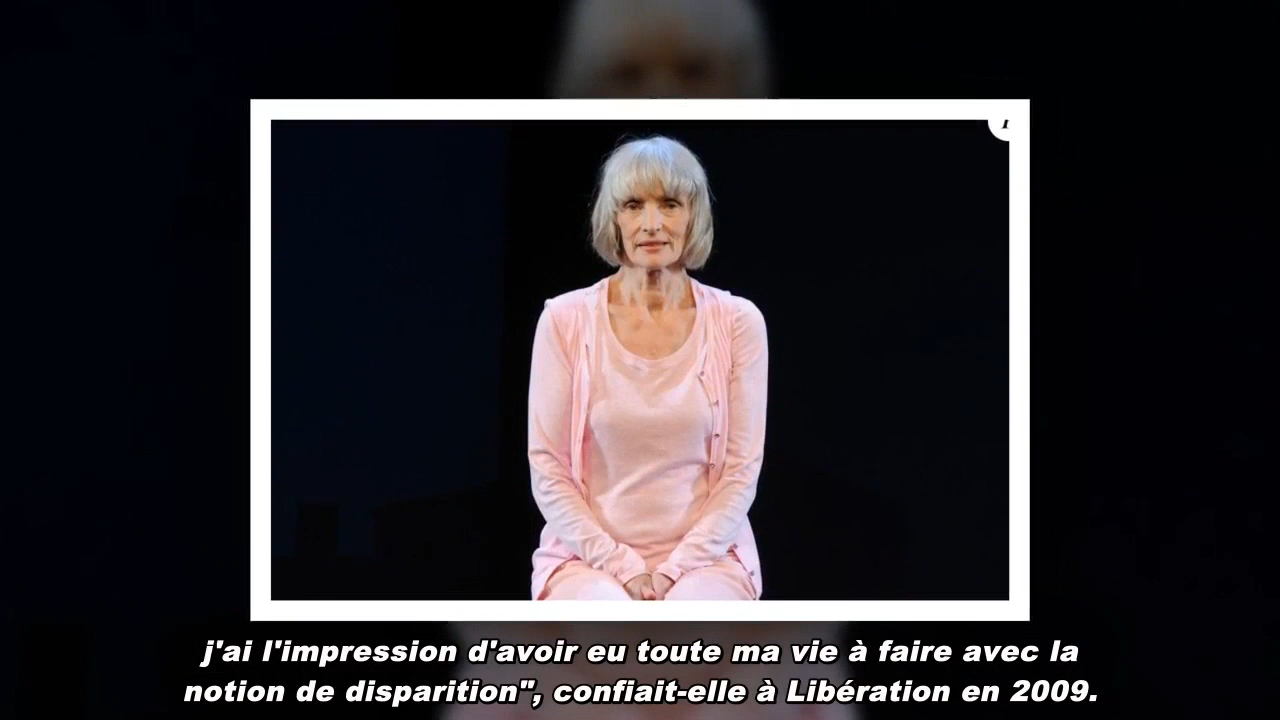 j'ai l'impression d'avoir eu toute ma vie à faire avec la
notion de disparition", confiait-elle à Libération en 2009.